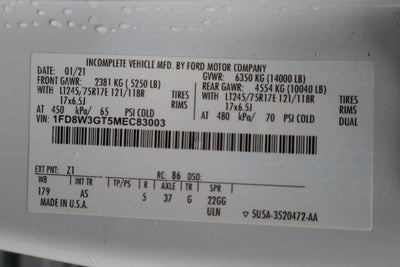 INCOMPLETE VEHICLE MFD. BY FORD MOTOR COMPANY
01/21 GVWR: 6350 KG (14000 LB)
FRONT GAWR: 2381 KG ( 5250 LB) REAR GAWR: 4554 KG (10040 LB)
LT245/75R17E 121/118R TIRES LT245/75R17E 121/118R TIRES
17x6.5J RIMS 17x6.5J RIMS
AT 450 kPa/ 65 PSI COLD AT 480 kPa/ 70 PSI COLD
VIN: 1FD8W3GT5MEC83003
EXT PNT: Z1 RC: 86 DSO:
WB INT TR TP/PS R AXLE TR SPR
179 AS 5 37 G 22GG
MADE IN U.S.A. ULN ▽ 5USA-3520472-AA